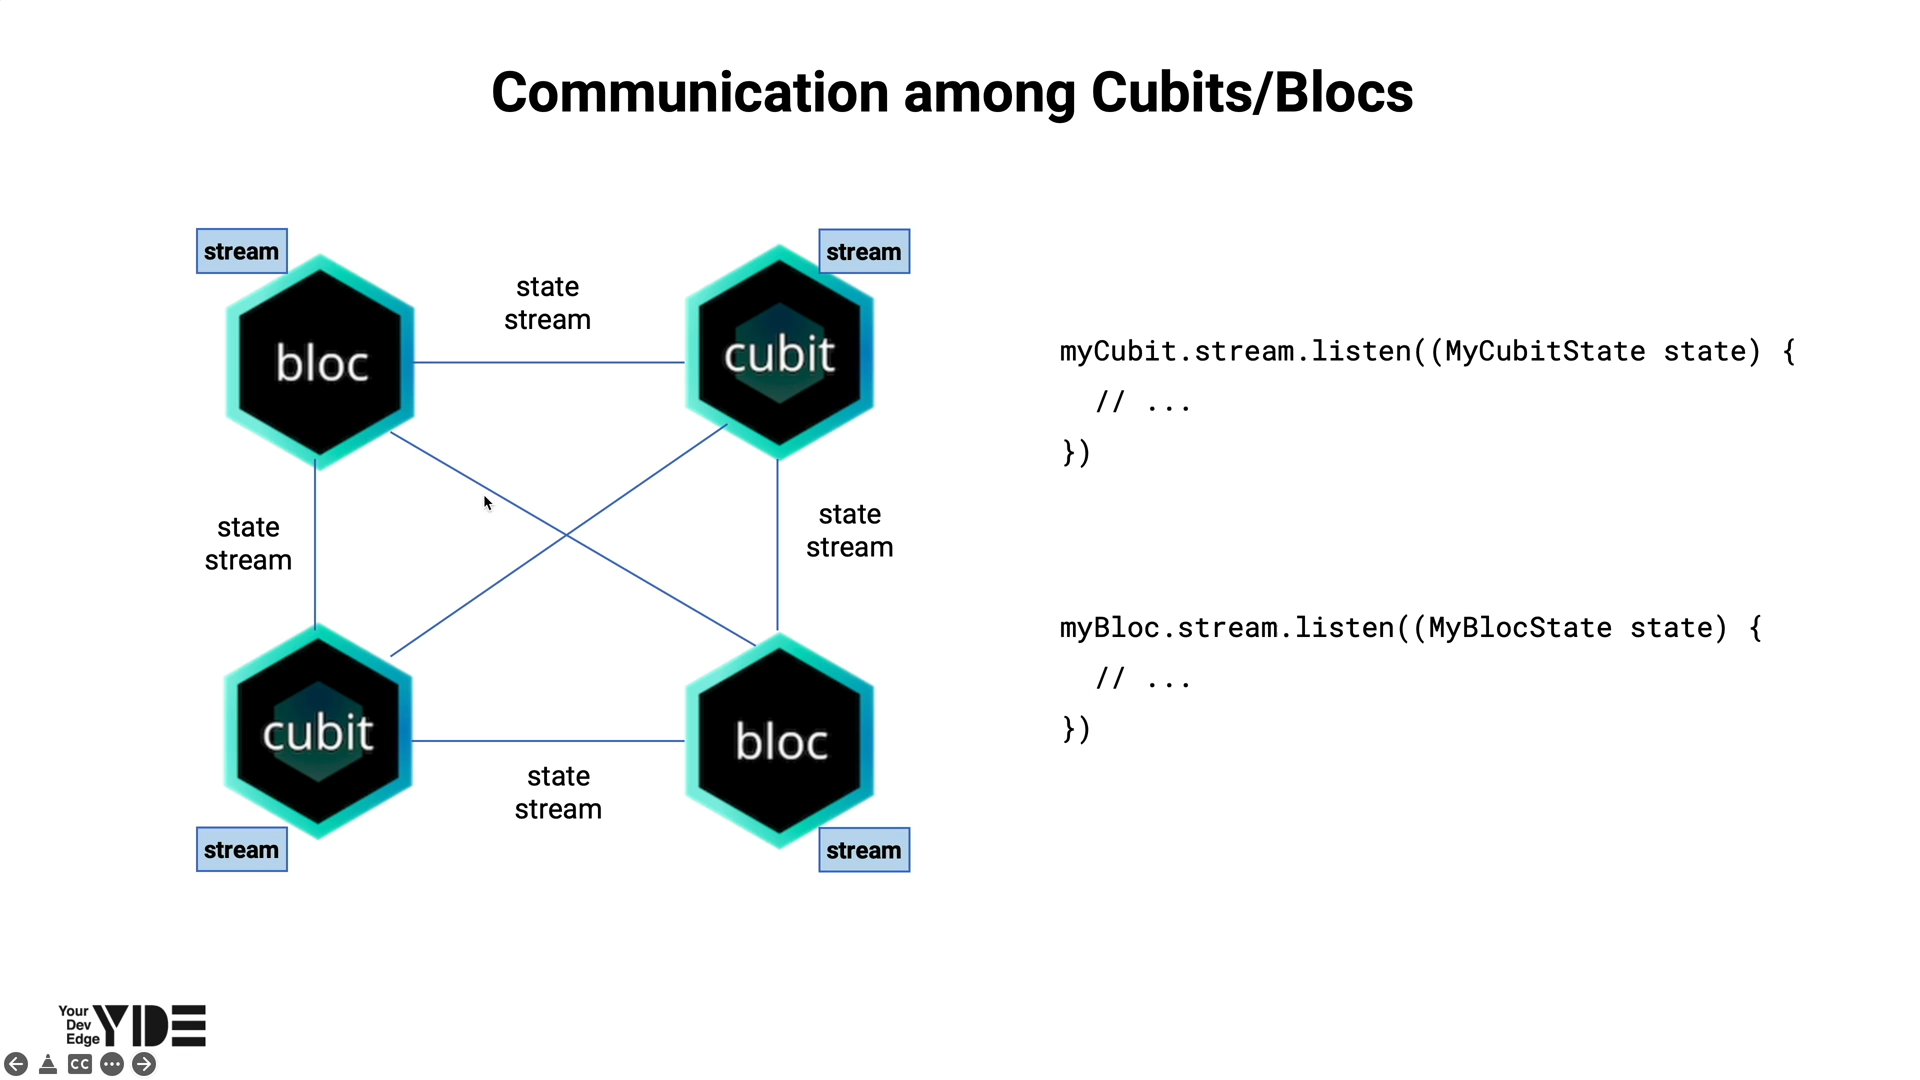 Communication among Cubits/Blocs
stream
stream
bloc
state
stream
cubit
state
stream
state
stream
cubit
bloc
state
stream
stream
stream
myCubit.stream.listen((MyCubitState state) {
// ...
})
myBloc.stream.listen((MyBlocState state) {
// ...
})
Your
Dev
Edge
YDE
CC